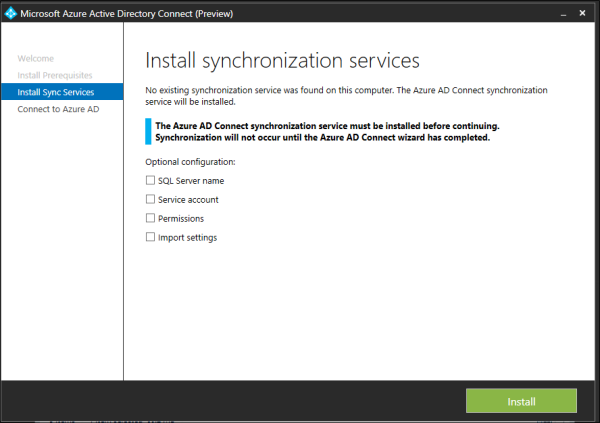 Microsoft Azure Active Directory Connect (Preview)
Welcome
Install Prerequisites
Install Sync Services
Connect to Azure AD
Install synchronization services
No existing synchronization service was found on this computer. The Azure AD Connect synchronization
service will be installed.
The Azure AD Connect synchronization service must be installed before continuing.
Synchronization will not occur until the Azure AD Connect wizard has completed.
Optional configuration:
SQL Server name
Service account
Permissions
Import settings
Install